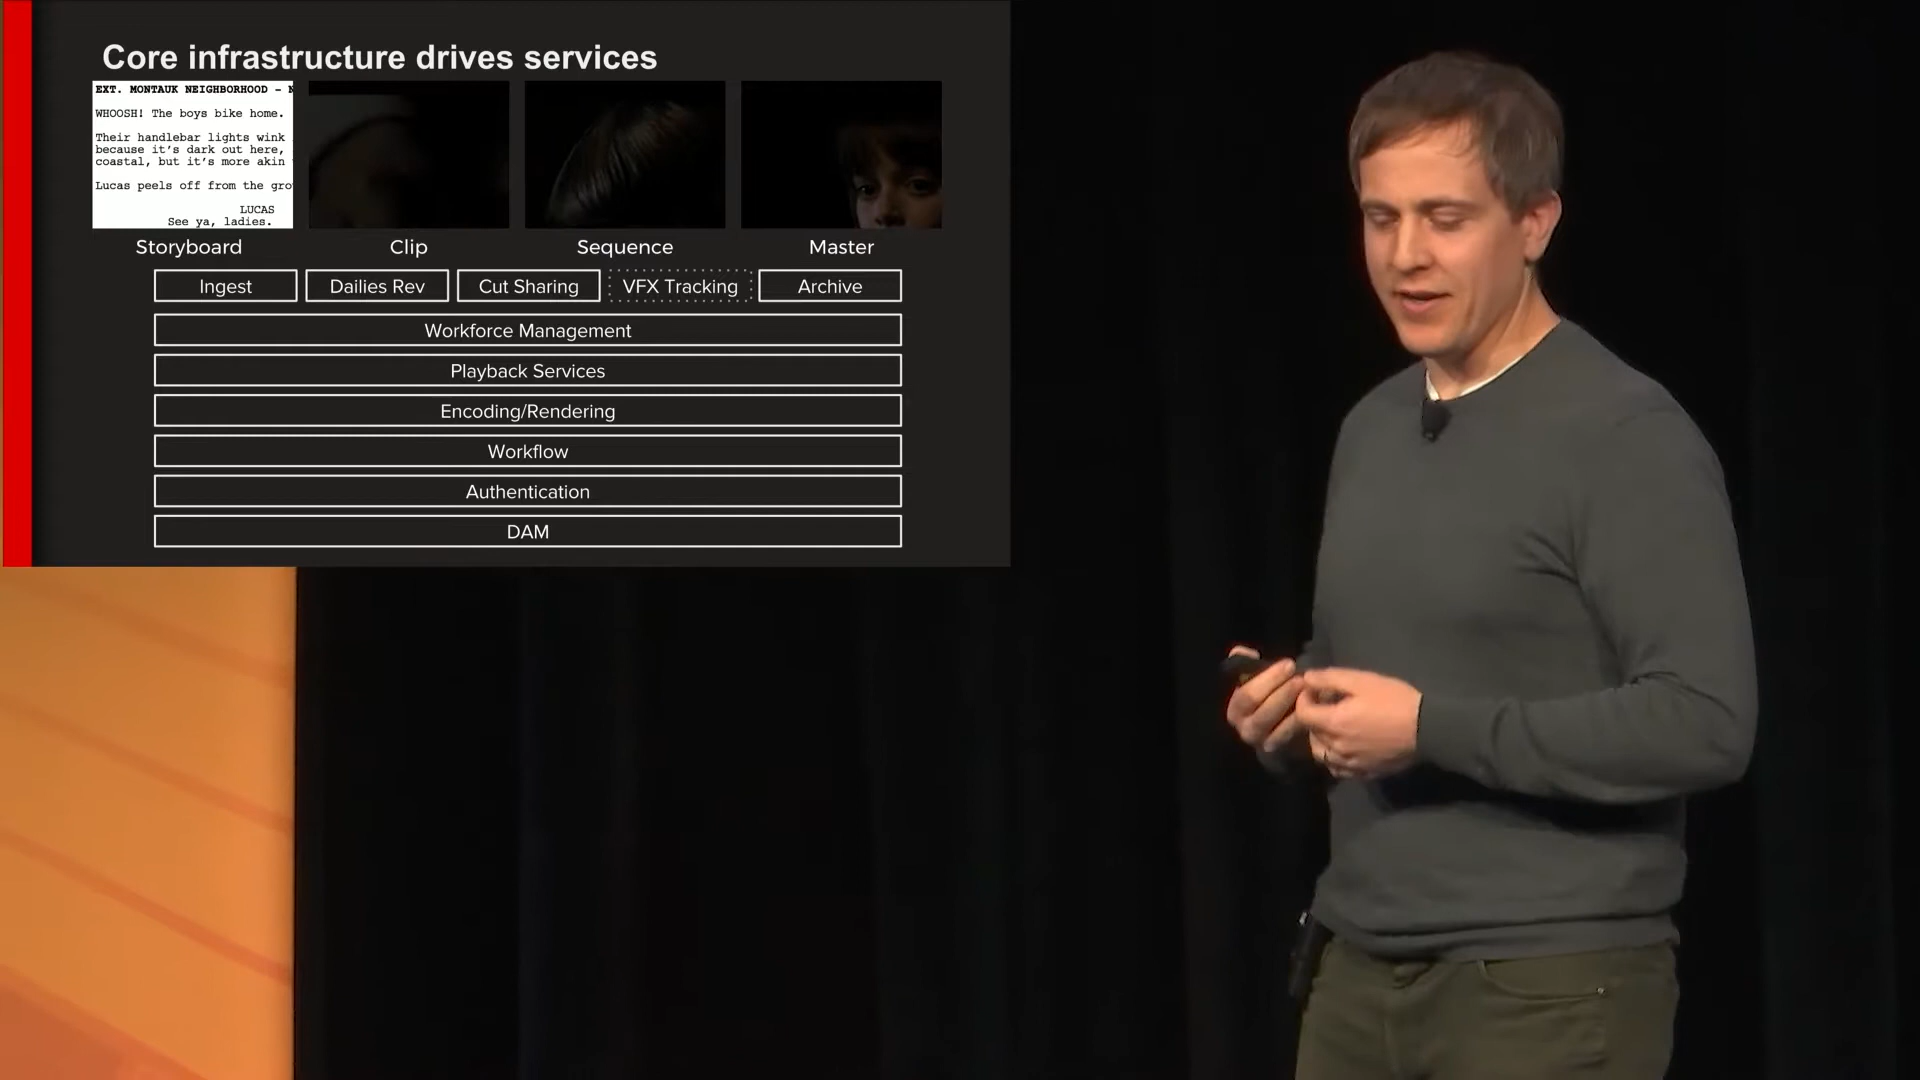 Core infrastructure drives services
EXT. MONTAUK NEIGHBORHOOD - N
WHOOSH! The boys bike home.
Their handlebar lights wink
because it's dark out here,
coastal, but it's more akin
Lucas peels off from the gro
LUCAS
See ya, ladies.
Storyboard
Clip
Sequence
Master
Ingest
Dailies Rev
Cut Sharing
VFX Tracking
Archive
Workforce Management
Playback Services
Encoding/Rendering
Workflow
Authentication
DAM